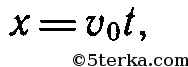 x = v₀t,
©5terka.com